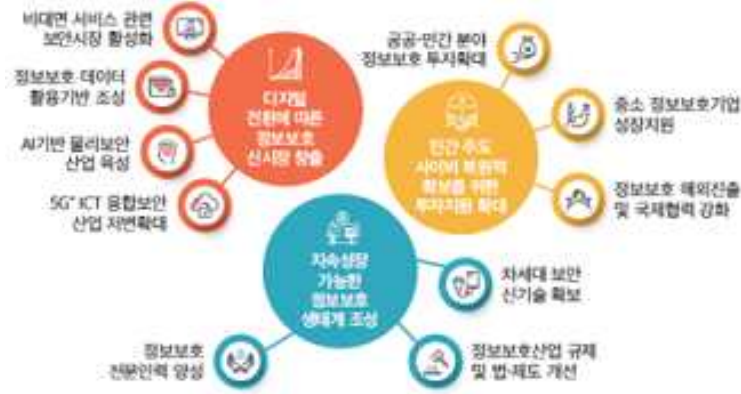 비대면 서비스 관련
보안시장 활성화
정보보호 데이터
활용기반 조성
AI기반 물리보안
산업 육성
5G⁺ ICT 융합보안
산업 저변확대
디지털
전환에 따른
정보보호
신시장 창출
공공·민간 분야
정보보호 투자확대
중소 정보보호기업
성장지원
정보보호 해외진출
및 국제협력 강화
민간 주도
사이버 복원력
확보를 위한
투자지원 확대
지속성장
가능한
정보보호
생태계 조성
차세대 보안
신기술 확보
정보보호
전문인력 양성
정보보호산업 규제
및 법·제도 개선